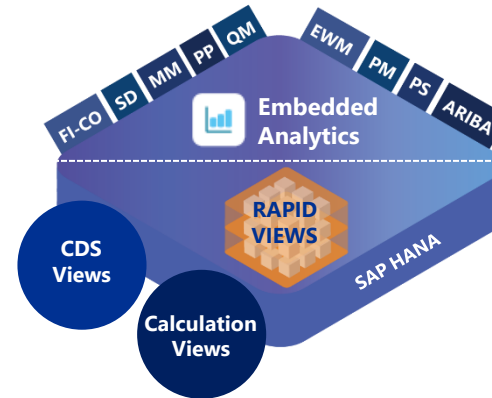 FI-CO
SD
MM
PP
QM
EWM
PM
PS
ARIBA
Embedded
Analytics
RAPID
VIEWS
CDS
Views
Calculation
Views
SAP HANA